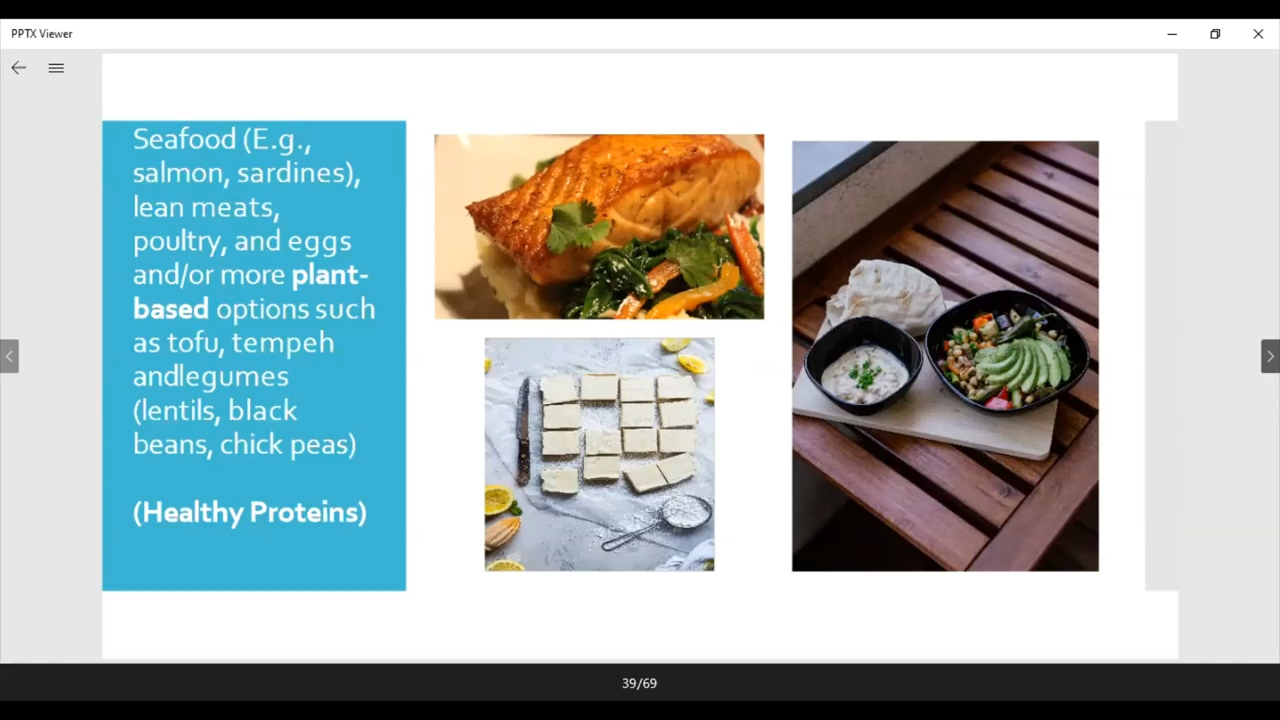 PPTX Viewer
Seafood (E.g.,
salmon, sardines),
lean meats,
poultry, and eggs
and/or more plant-
based options such
as tofu, tempeh
andlegumes
(lentils, black
beans, chick peas)
(Healthy Proteins)
39/69